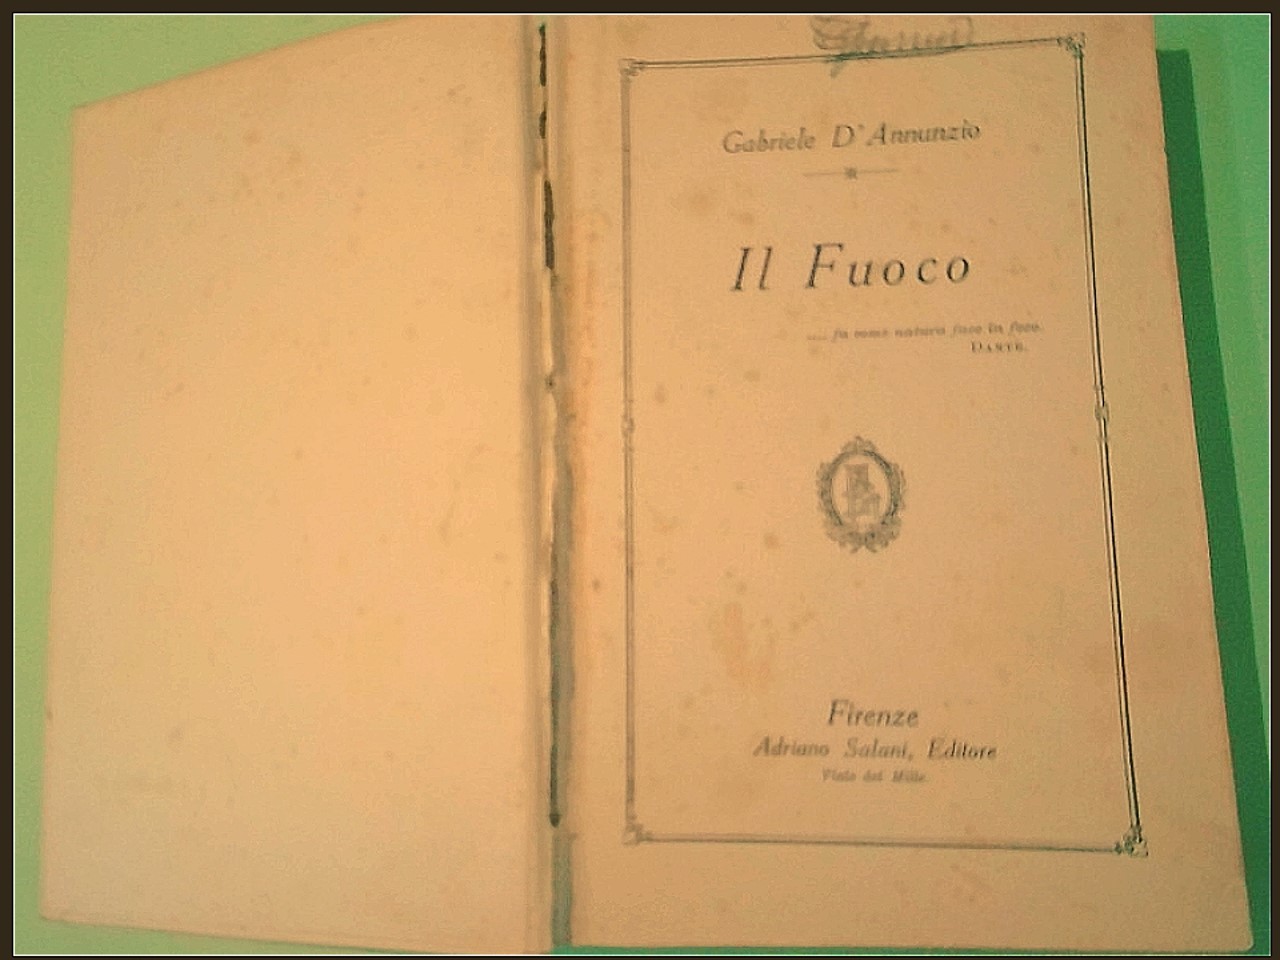 Gabriele D'Annunzio
Il Fuoco
.... fa come natura face in foco.
DANTE.
Firenze
Adriano Salani, Editore
Viale dei Mille